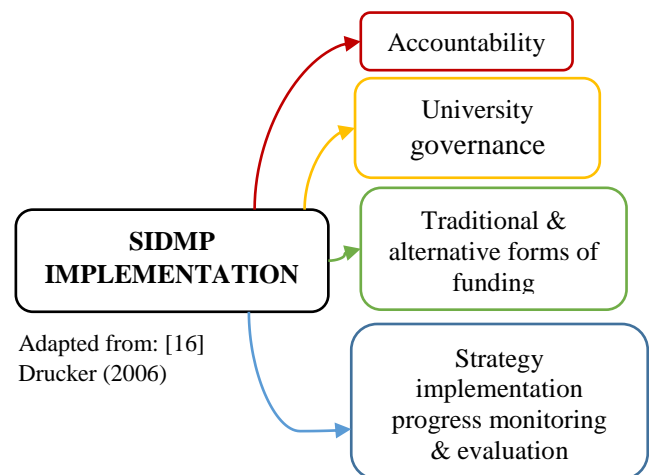 Accountability
University
governance
SIDMP
IMPLEMENTATION
Traditional &
alternative forms of
funding
Adapted from: [16]
Drucker (2006)
Strategy
implementation
progress monitoring
& evaluation